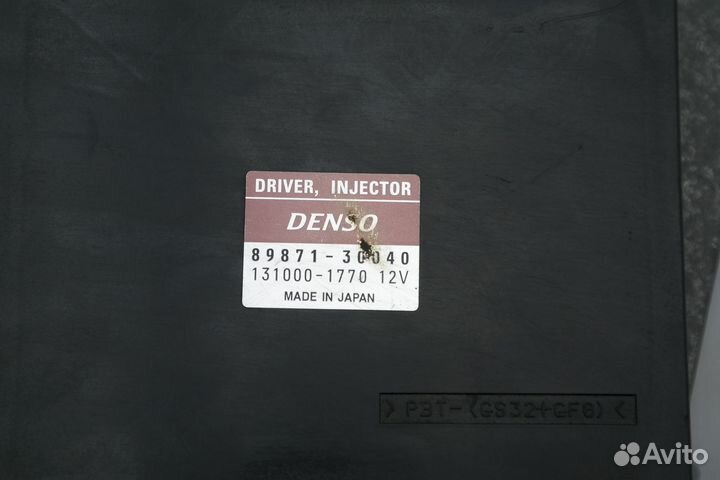 DRIVER, INJECTOR
DENSO
89871-30040
131000-1770 12V
MADE IN JAPAN
>PBT-(GS32+GF8)<
Avito